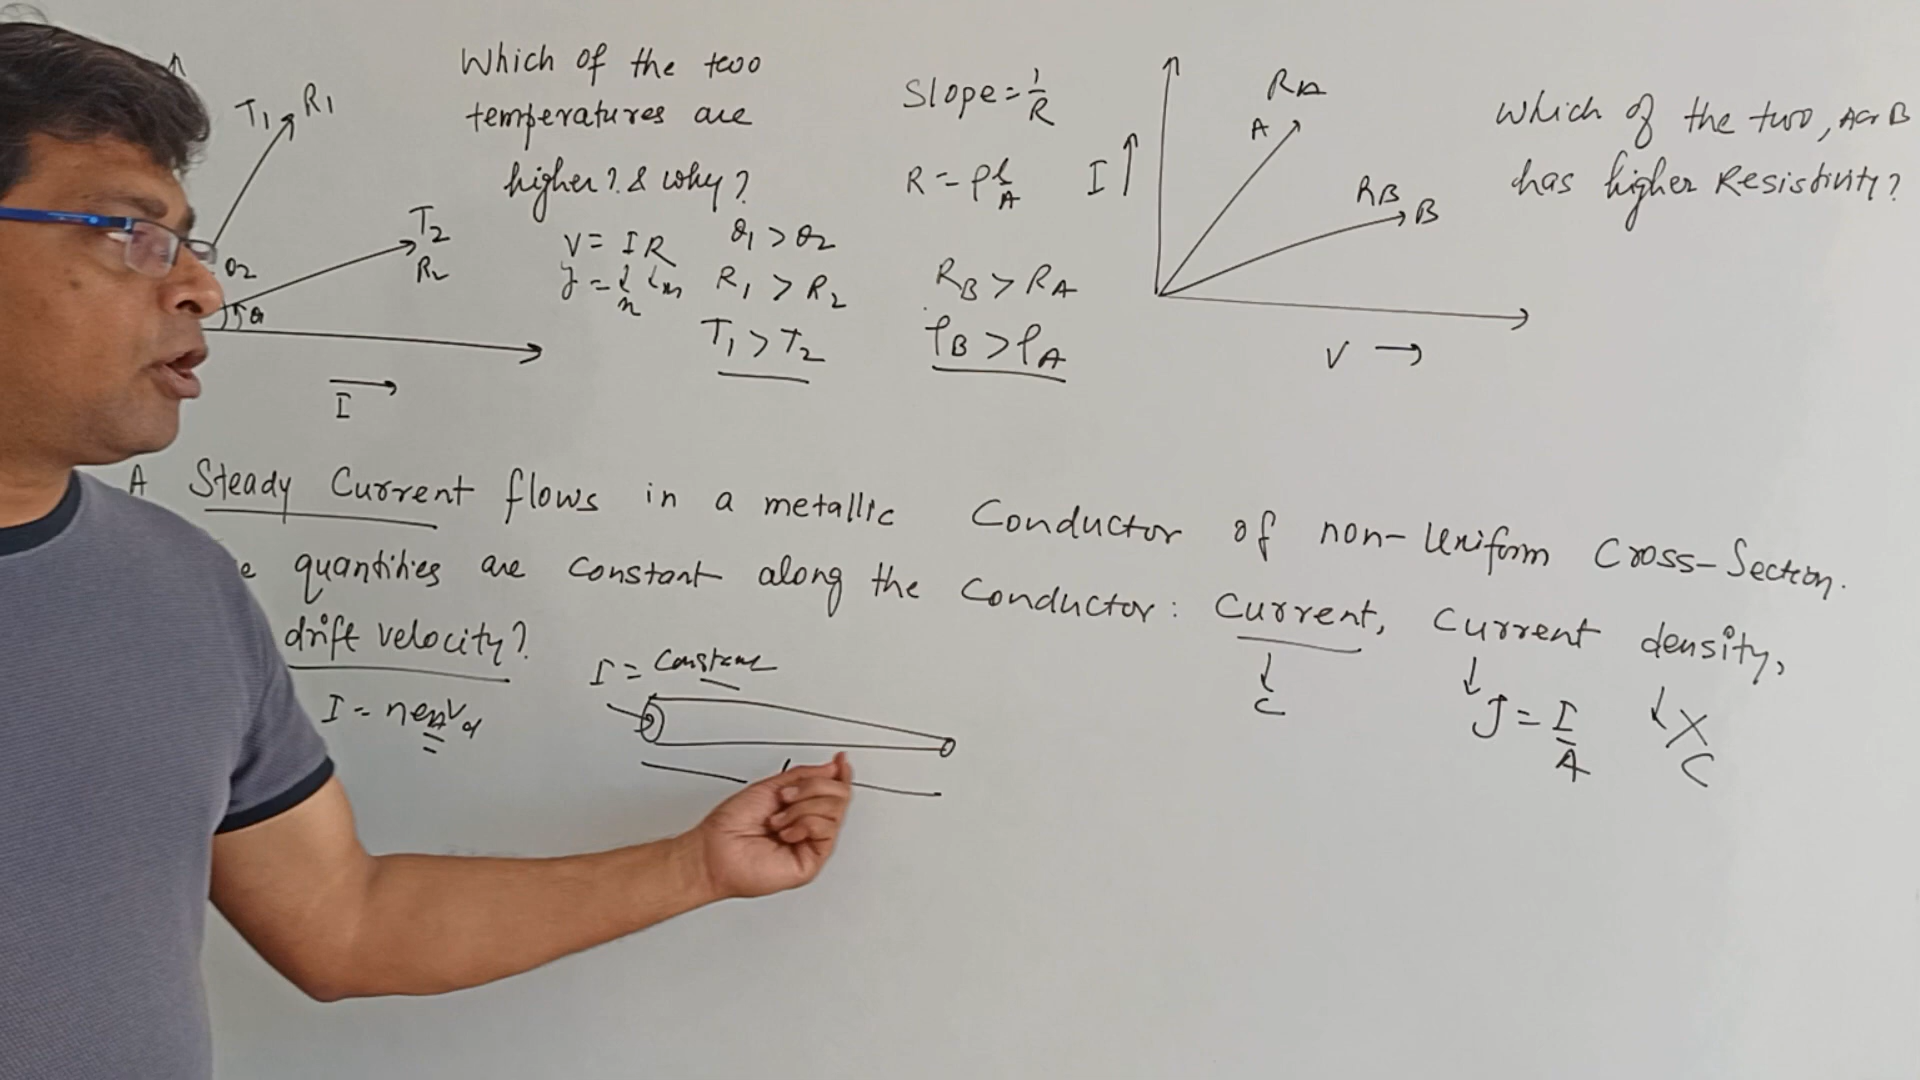 Which of the two
temperatures are
higher? & why?
T1 R1
T2
R2
θ2
I
V = IR
θ1 > θ2
R1 > R2
T1 > T2
Slope = 1/R
R = ρ l/A
RB > RA
ρB > ρA
I
RA
A
RB
B
V
Which of the two, A or B
has higher Resistivity?
A Steady Current flows in a metallic Conductor of non-Uniform Cross-Section.
quantities are constant along the Conductor: Current, Current density,
drift velocity?
I = constant
I = neAVd
C
J = I/A
X
C